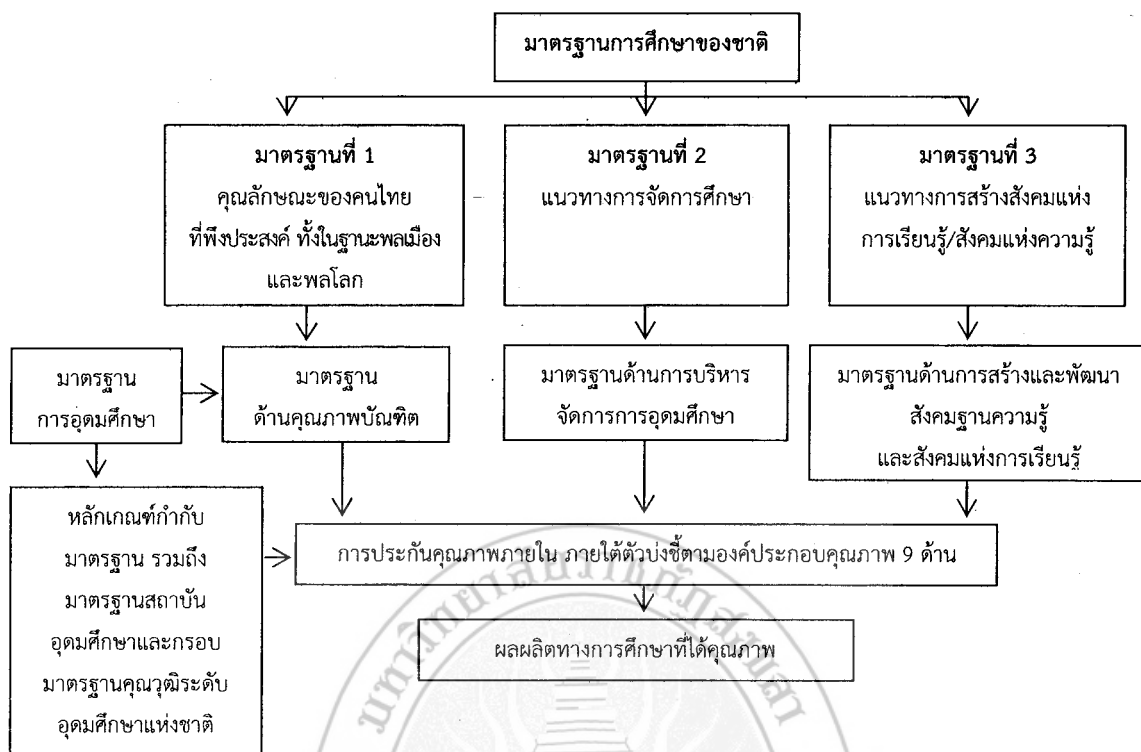 มาตรฐานการศึกษาของชาติ
มาตรฐานที่ 1
คุณลักษณะของคนไทย
ที่พึงประสงค์ ทั้งในฐานะพลเมือง
และพลโลก
มาตรฐานที่ 2
แนวทางการจัดการศึกษา
มาตรฐานที่ 3
แนวทางการสร้างสังคมแห่ง
การเรียนรู้/สังคมแห่งความรู้
มาตรฐาน
การอุดมศึกษา
มาตรฐาน
ด้านคุณภาพบัณฑิต
มาตรฐานด้านการบริหาร
จัดการการอุดมศึกษา
มาตรฐานด้านการสร้างและพัฒนา
สังคมฐานความรู้
และสังคมแห่งการเรียนรู้
หลักเกณฑ์กำกับ
มาตรฐาน รวมถึง
มาตรฐานสถาบัน
อุดมศึกษาและกรอบ
มาตรฐานคุณวุฒิระดับ
อุดมศึกษาแห่งชาติ
การประกันคุณภาพภายใน ภายใต้ตัวบ่งชี้ตามองค์ประกอบคุณภาพ 9 ด้าน
ผลผลิตทางการศึกษาที่ได้คุณภาพ
มหาวิทยาลัยราชภัฏสงขลา